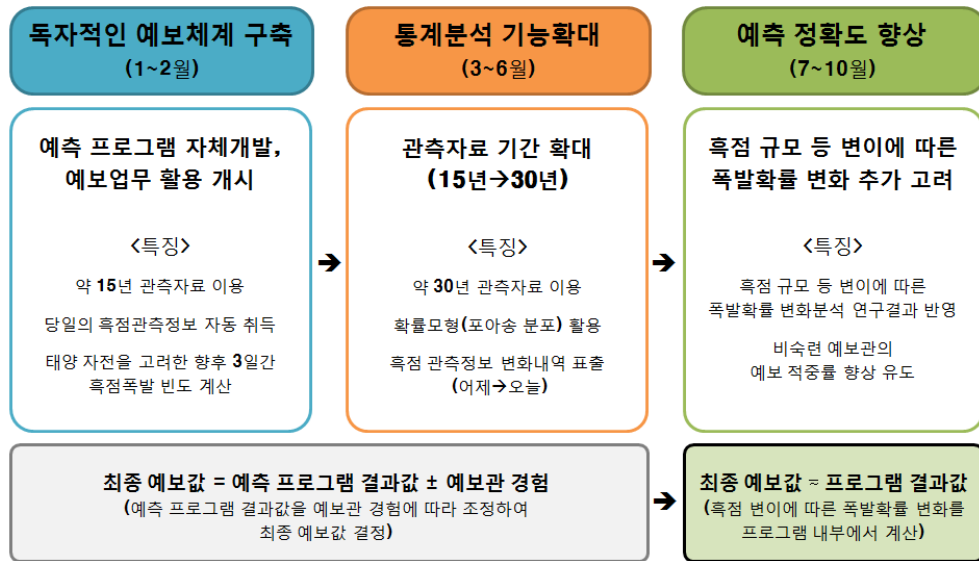 독자적인 예보체계 구축
(1~2월)
예측 프로그램 자체개발,
예보업무 활용 개시
<특징>
약 15년 관측자료 이용
당일의 흑점관측정보 자동 취득
태양 자전을 고려한 향후 3일간
흑점폭발 빈도 계산
➔
통계분석 기능확대
(3~6월)
관측자료 기간 확대
(15년→30년)
<특징>
약 30년 관측자료 이용
확률모형(포아송 분포) 활용
흑점 관측정보 변화내역 표출
(어제→오늘)
➔
예측 정확도 향상
(7~10월)
흑점 규모 등 변이에 따른
폭발확률 변화 추가 고려
<특징>
흑점 규모 등 변이에 따른
폭발확률 변화분석 연구결과 반영
비숙련 예보관의
예보 적중률 향상 유도
최종 예보값 = 예측 프로그램 결과값 ± 예보관 경험
(예측 프로그램 결과값을 예보관 경험에 따라 조정하여
최종 예보값 결정)
➔
최종 예보값 ≈ 프로그램 결과값
(흑점 변이에 따른 폭발확률 변화를
프로그램 내부에서 계산)